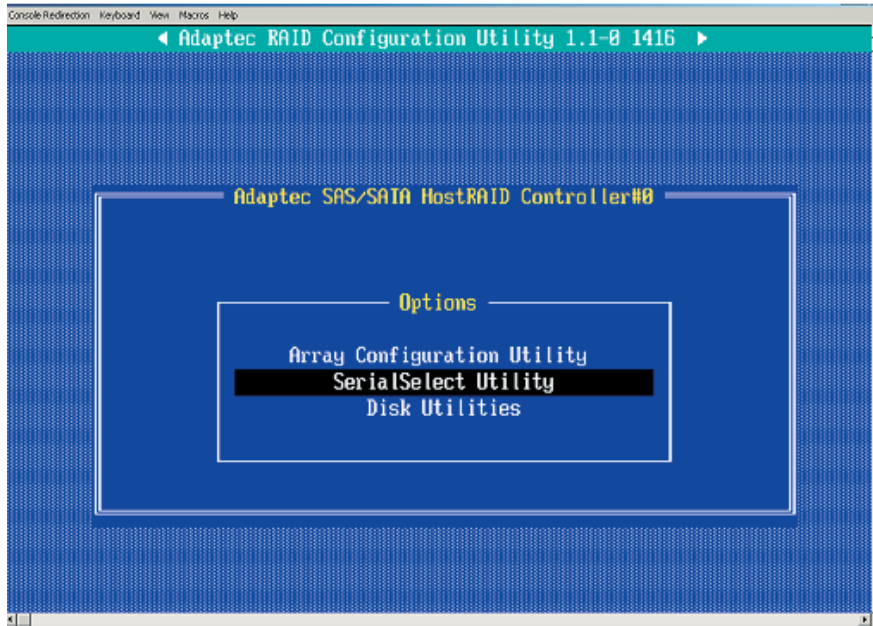 Console Redirection Keyboard View Macros Help
Adaptec RAID Configuration Utility 1.1-0 1416
Adaptec SAS/SATA HostRAID Controller#0
Options
Array Configuration Utility
SerialSelect Utility
Disk Utilities